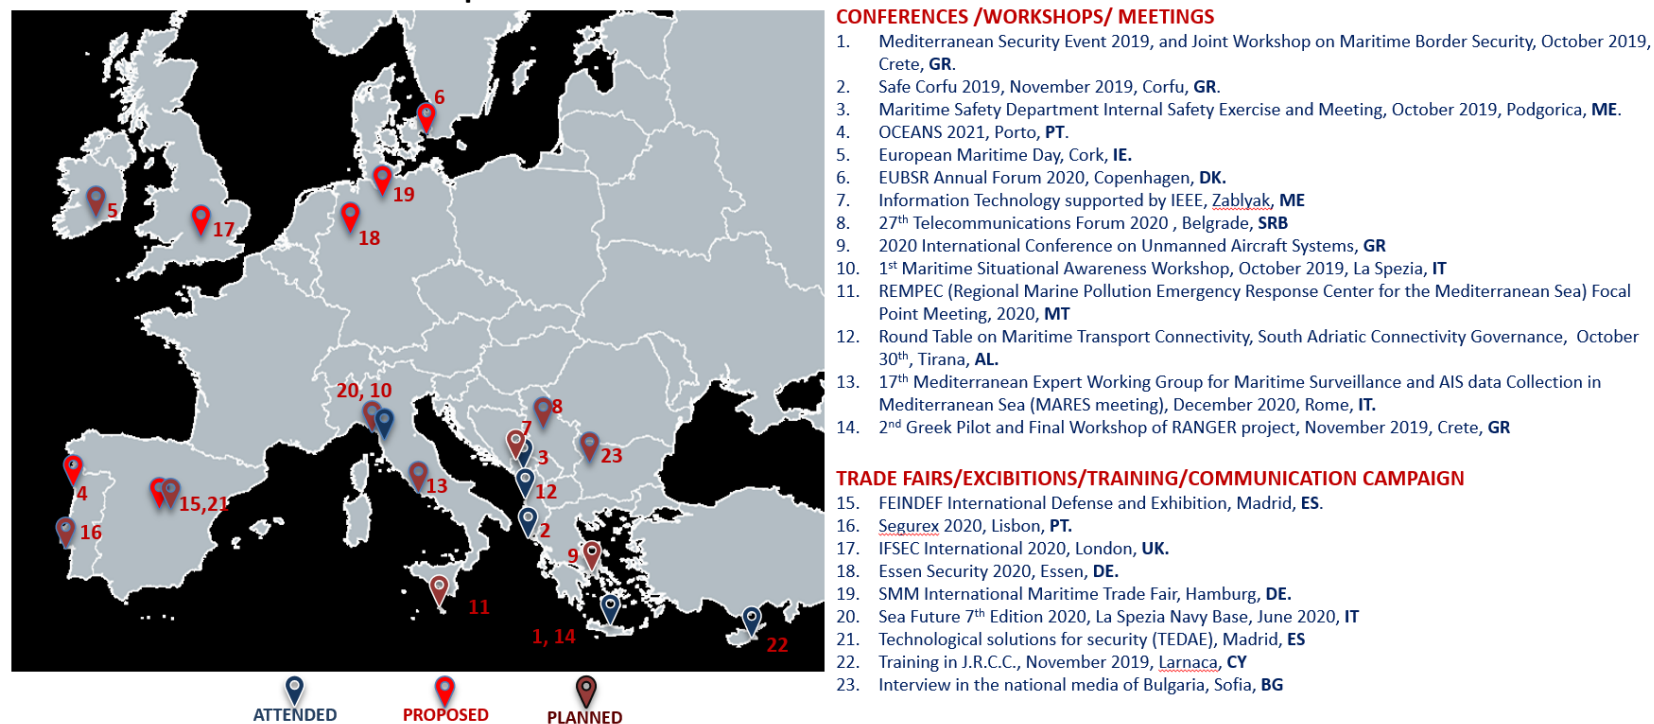 6
19
5
17
18
20, 10
8
7
3
23
13
12
4
15,21
16
2
9
11
1, 14
22
ATTENDED
PROPOSED
PLANNED
CONFERENCES /WORKSHOPS/ MEETINGS
1. Mediterranean Security Event 2019, and Joint Workshop on Maritime Border Security, October 2019,
Crete, GR.
2. Safe Corfu 2019, November 2019, Corfu, GR.
3. Maritime Safety Department Internal Safety Exercise and Meeting, October 2019, Podgorica, ME.
4. OCEANS 2021, Porto, PT.
5. European Maritime Day, Cork, IE.
6. EUBSR Annual Forum 2020, Copenhagen, DK.
7. Information Technology supported by IEEE, Zablyak, ME
8. 27th Telecommunications Forum 2020 , Belgrade, SRB
9. 2020 International Conference on Unmanned Aircraft Systems, GR
10. 1st Maritime Situational Awareness Workshop, October 2019, La Spezia, IT
11. REMPEC (Regional Marine Pollution Emergency Response Center for the Mediterranean Sea) Focal
Point Meeting, 2020, MT
12. Round Table on Maritime Transport Connectivity, South Adriatic Connectivity Governance, October
30th, Tirana, AL.
13. 17th Mediterranean Expert Working Group for Maritime Surveillance and AIS data Collection in
Mediterranean Sea (MARES meeting), December 2020, Rome, IT.
14. 2nd Greek Pilot and Final Workshop of RANGER project, November 2019, Crete, GR
TRADE FAIRS/EXCIBITIONS/TRAINING/COMMUNICATION CAMPAIGN
15. FEINDEF International Defense and Exhibition, Madrid, ES.
16. Segurex 2020, Lisbon, PT.
17. IFSEC International 2020, London, UK.
18. Essen Security 2020, Essen, DE.
19. SMM International Maritime Trade Fair, Hamburg, DE.
20. Sea Future 7th Edition 2020, La Spezia Navy Base, June 2020, IT
21. Technological solutions for security (TEDAE), Madrid, ES
22. Training in J.R.C.C., November 2019, Larnaca, CY
23. Interview in the national media of Bulgaria, Sofia, BG